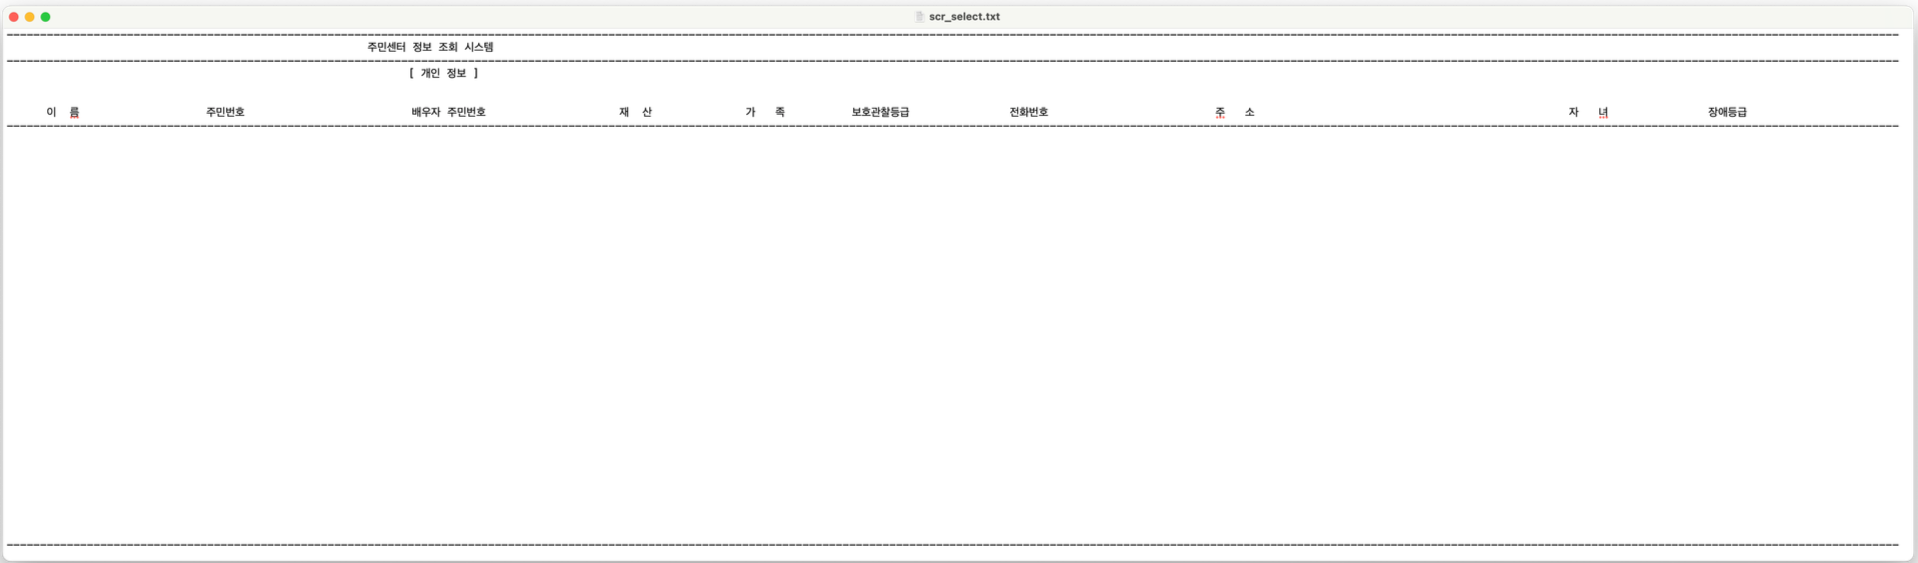 scr_select.txt
주민센터 정보 조회 시스템
[ 개인 정보 ]
이 름 주민번호 배우자 주민번호 재 산 가 족 보호관찰등급 전화번호 주 소 자 녀 장애등급